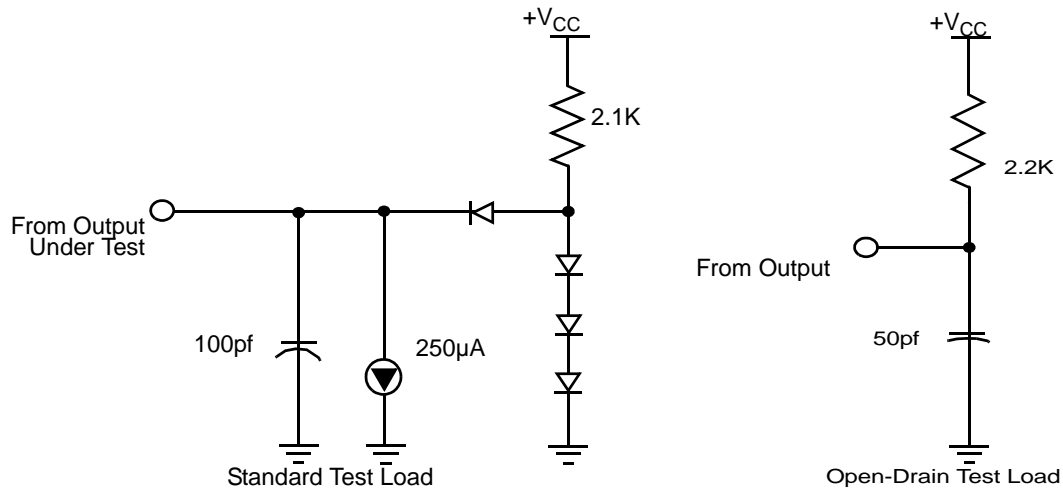 +VCC
2.1K
From Output
Under Test
100pf
250µA
Standard Test Load
+VCC
2.2K
From Output
50pf
Open-Drain Test Load